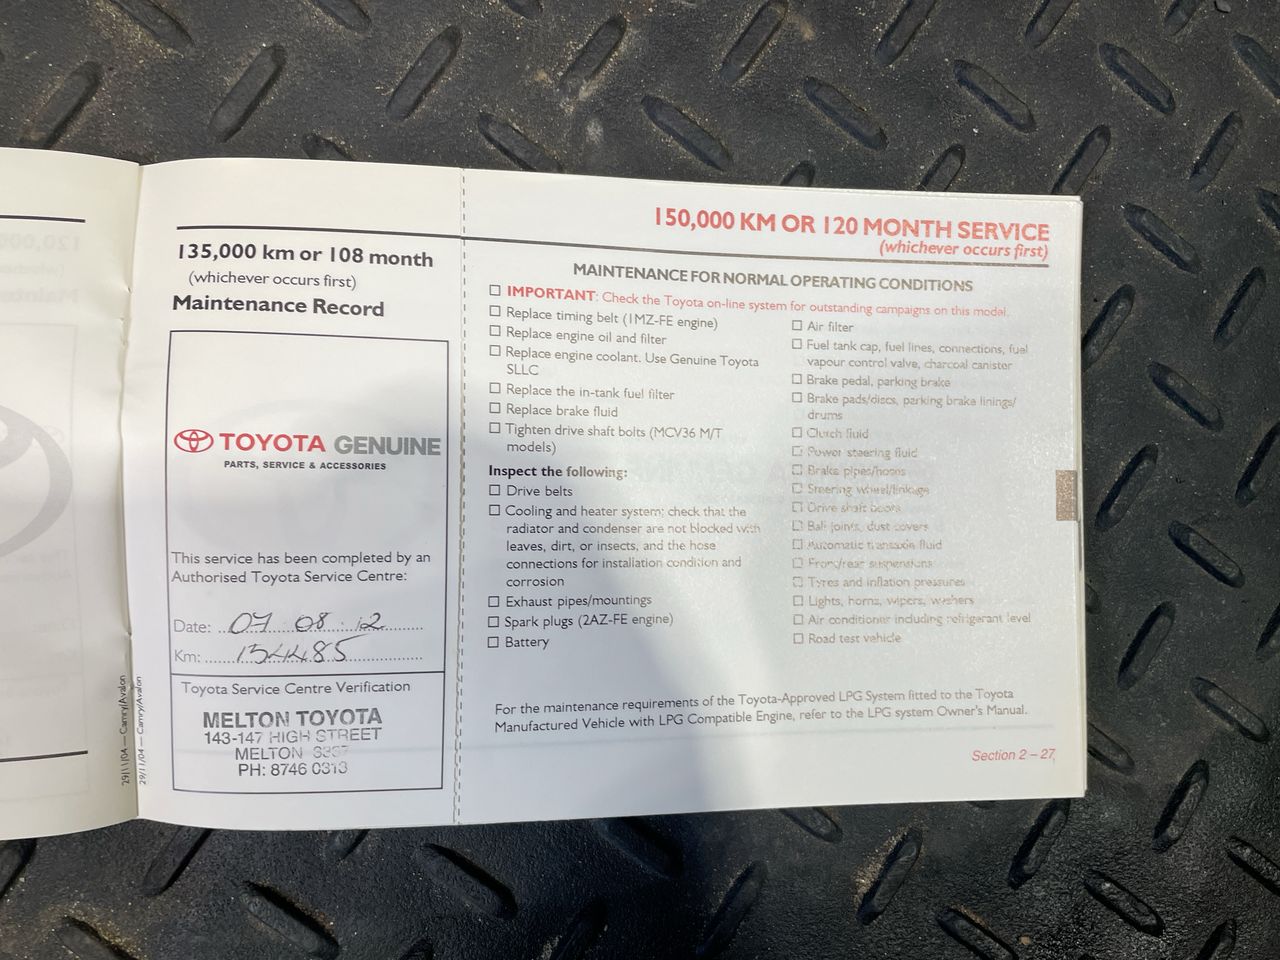 135,000 km or 108 month
(whichever occurs first)
Maintenance Record
TOYOTA GENUINE
PARTS, SERVICE & ACCESSORIES
This service has been completed by an
Authorised Toyota Service Centre:
Date: 07 . 08 . 12
Km: 134485
Toyota Service Centre Verification
MELTON TOYOTA
143-147 HIGH STREET
MELTON 3337
PH: 8746 0313
29/11/04 — Camry/Avalon
29/11/04 — Camry/Avalon
150,000 KM OR 120 MONTH SERVICE
(whichever occurs first)
MAINTENANCE FOR NORMAL OPERATING CONDITIONS
IMPORTANT: Check the Toyota on-line system for outstanding campaigns on this model.
Replace timing belt (1MZ-FE engine)
Replace engine oil and filter
Replace engine coolant. Use Genuine Toyota
SLLC
Replace the in-tank fuel filter
Replace brake fluid
Tighten drive shaft bolts (MCV36 M/T
models)
Inspect the following:
Drive belts
Cooling and heater system; check that the
radiator and condenser are not blocked with
leaves, dirt, or insects, and the hose
connections for installation condition and
corrosion
Exhaust pipes/mountings
Spark plugs (2AZ-FE engine)
Battery
Air filter
Fuel tank cap, fuel lines, connections, fuel
vapour control valve, charcoal canister
Brake pedal, parking brake
Brake pads/discs, parking brake linings/
drums
Clutch fluid
Power steering fluid
Brake pipes/hoses
Steering wheel/linkage
Drive shaft boots
Ball joints, dust covers
Automatic transaxle fluid
Front/rear suspensions
Tyres and inflation pressures
Lights, horns, wipers, washers
Air conditioner including refrigerant level
Road test vehicle
For the maintenance requirements of the Toyota-Approved LPG System fitted to the Toyota
Manufactured Vehicle with LPG Compatible Engine, refer to the LPG system Owner's Manual.
Section 2 – 27